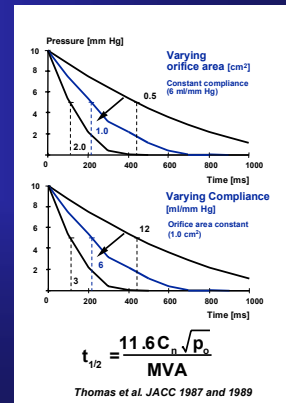 Pressure [mm Hg]
10
8
6
4
2
Varying
orifice area [cm²]
Constant compliance
(6 ml/mm Hg)
0.5
1.0
2.0
0
200
400
600
800
1000
Time [ms]
10
8
6
4
2
Varying Compliance
[ml/mm Hg]
Orifice area constant
(1.0 cm²)
12
6
3
0
200
400
600
800
1000
Time [ms]
t1/2 = 11.6 Cn √po
MVA
Thomas et al. JACC 1987 and 1989